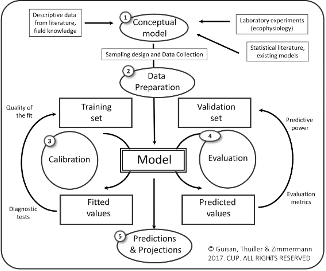 Descriptive data
from literature,
field knowledge
1
Conceptual
model
Laboratory experiments
(ecophysiology)
Statistical literature,
existing models
Sampling design and Data Collection
2
Data
Preparation
Quality of
the fit
Training
set
Validation
set
Predictive
power
3
Calibration
Model
4
Evaluation
Diagnostic
tests
Fitted
values
Predicted
values
Evaluation
metrics
5
Predictions
& Projections
© Guisan, Thuiller & Zimmermann
2017. CUP. ALL RIGHTS RESERVED